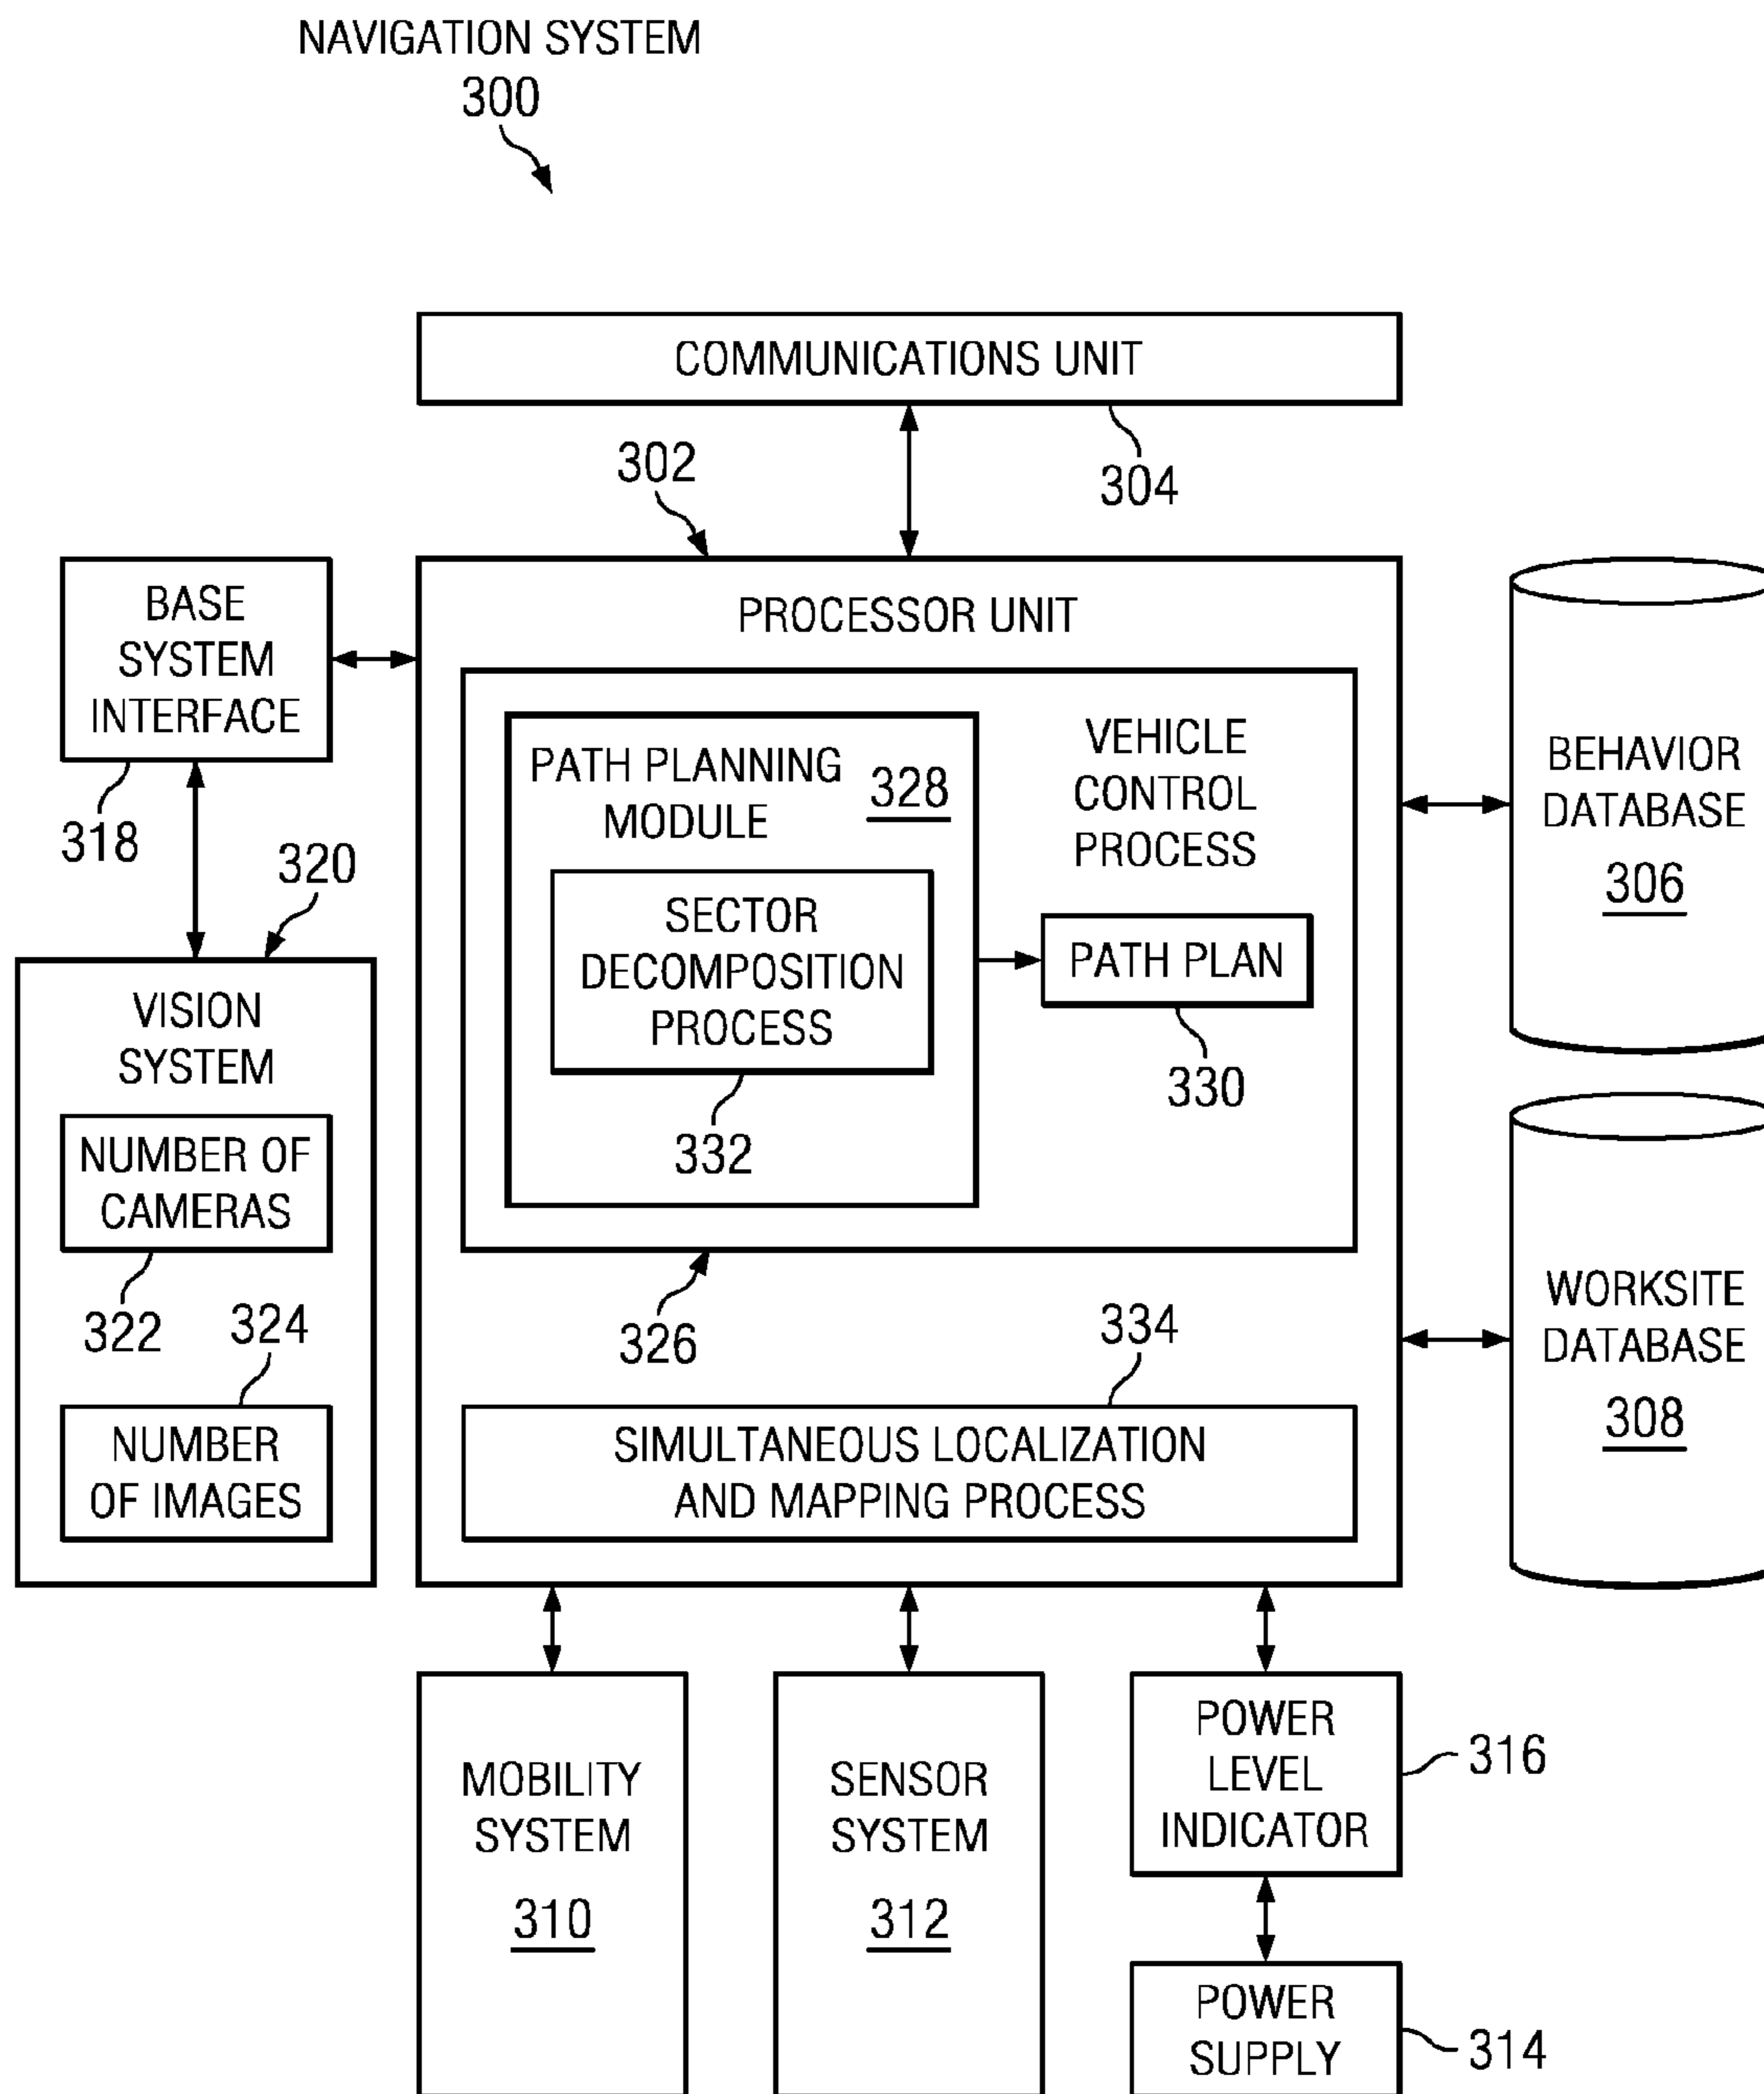 NAVIGATION SYSTEM
300
COMMUNICATIONS UNIT
304
302
PROCESSOR UNIT
BASE
SYSTEM
INTERFACE
318
320
VISION
SYSTEM
NUMBER OF
CAMERAS
322
324
NUMBER
OF IMAGES
PATH PLANNING
MODULE
328
SECTOR
DECOMPOSITION
PROCESS
332
VEHICLE
CONTROL
PROCESS
PATH PLAN
330
326
334
SIMULTANEOUS LOCALIZATION
AND MAPPING PROCESS
BEHAVIOR
DATABASE
306
WORKSITE
DATABASE
308
MOBILITY
SYSTEM
310
SENSOR
SYSTEM
312
POWER
LEVEL
INDICATOR
316
POWER
SUPPLY
314